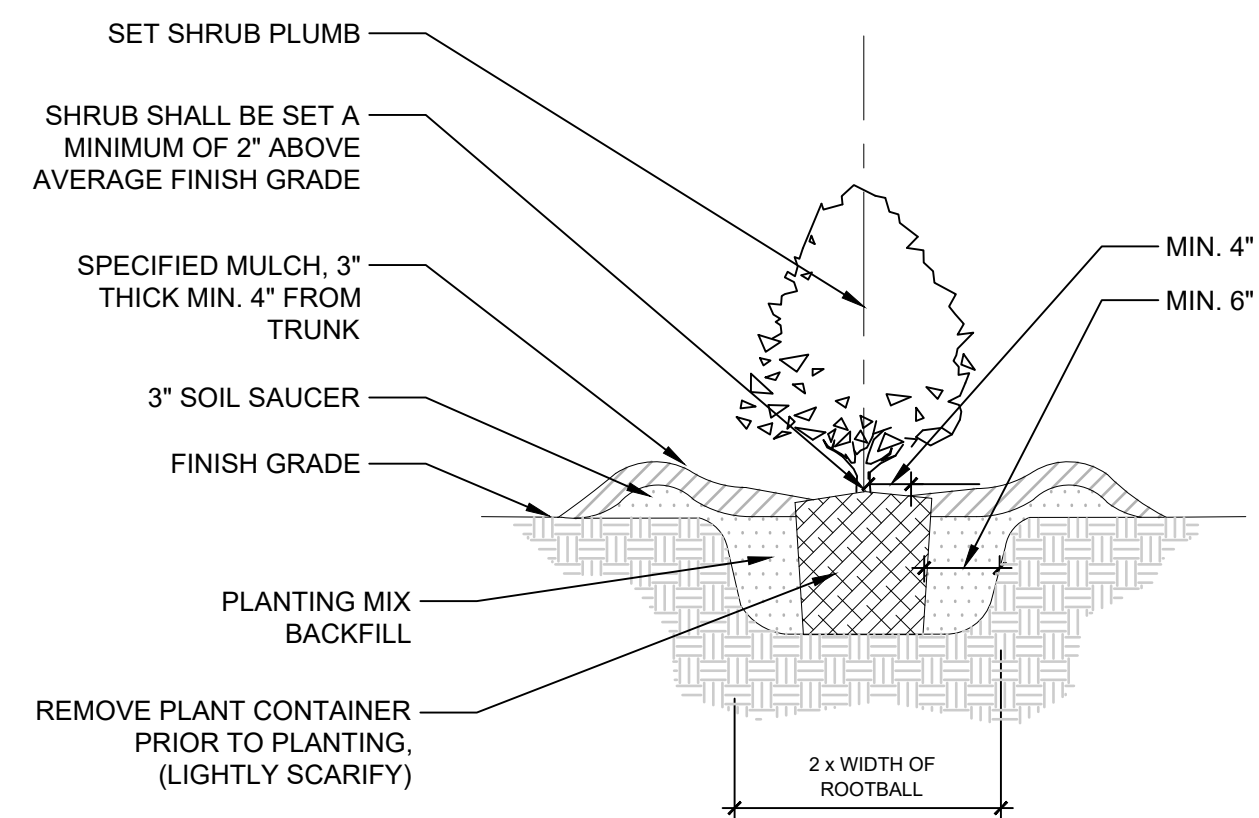 SET SHRUB PLUMB
SHRUB SHALL BE SET A
MINIMUM OF 2" ABOVE
AVERAGE FINISH GRADE
SPECIFIED MULCH, 3"
THICK MIN. 4" FROM
TRUNK
3" SOIL SAUCER
FINISH GRADE
PLANTING MIX
BACKFILL
REMOVE PLANT CONTAINER
PRIOR TO PLANTING,
(LIGHTLY SCARIFY)
MIN. 4"
MIN. 6"
2 x WIDTH OF
ROOTBALL